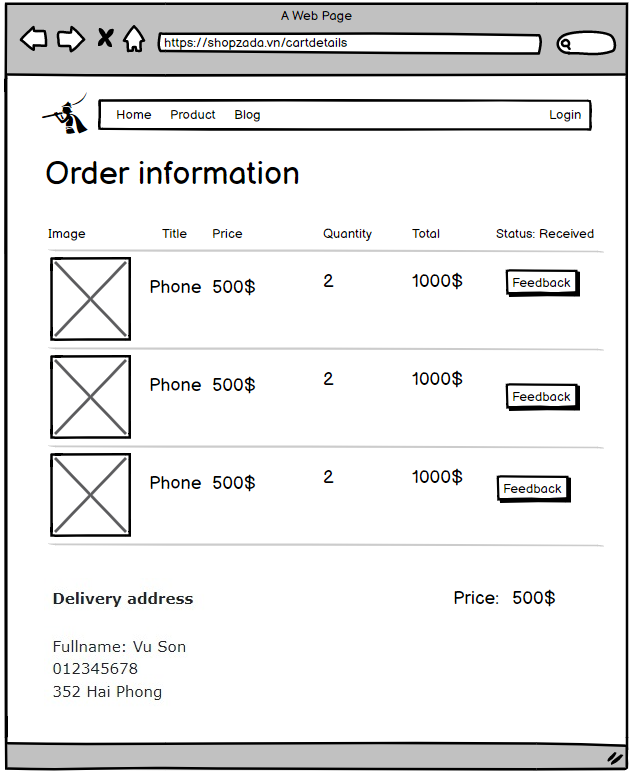 A Web Page
https://shopzada.vn/cartdetails
Home Product Blog Login
Order information
Image Title Price Quantity Total Status: Received
Phone 500$ 2 1000$ Feedback
Phone 500$ 2 1000$ Feedback
Phone 500$ 2 1000$ Feedback
Delivery address Price: 500$
Fullname: Vu Son
012345678
352 Hai Phong